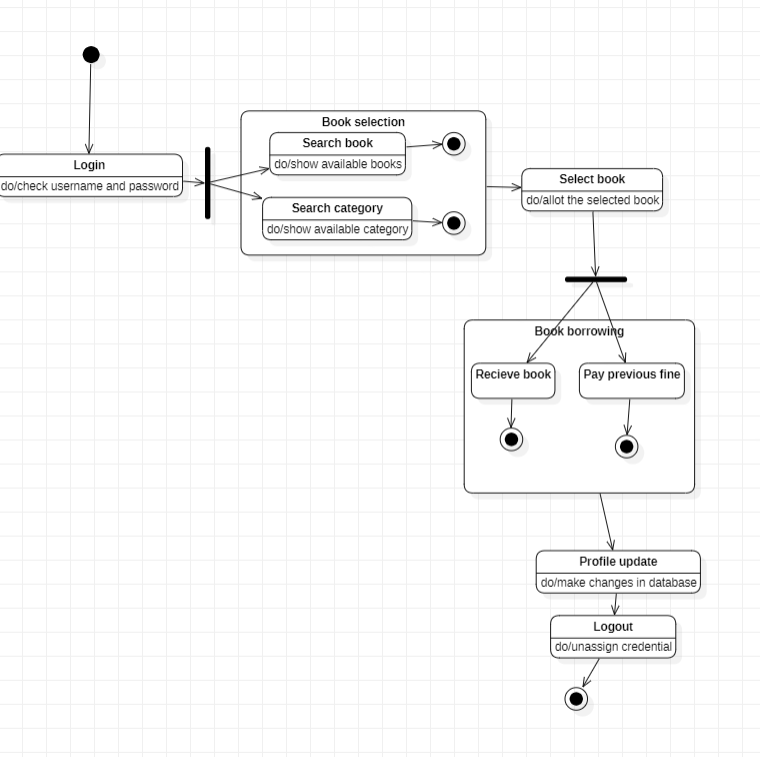 Login
do/check username and password
Book selection
Search book
do/show available books
Search category
do/show available category
Select book
do/allot the selected book
Book borrowing
Recieve book
Pay previous fine
Profile update
do/make changes in database
Logout
do/unassign credential